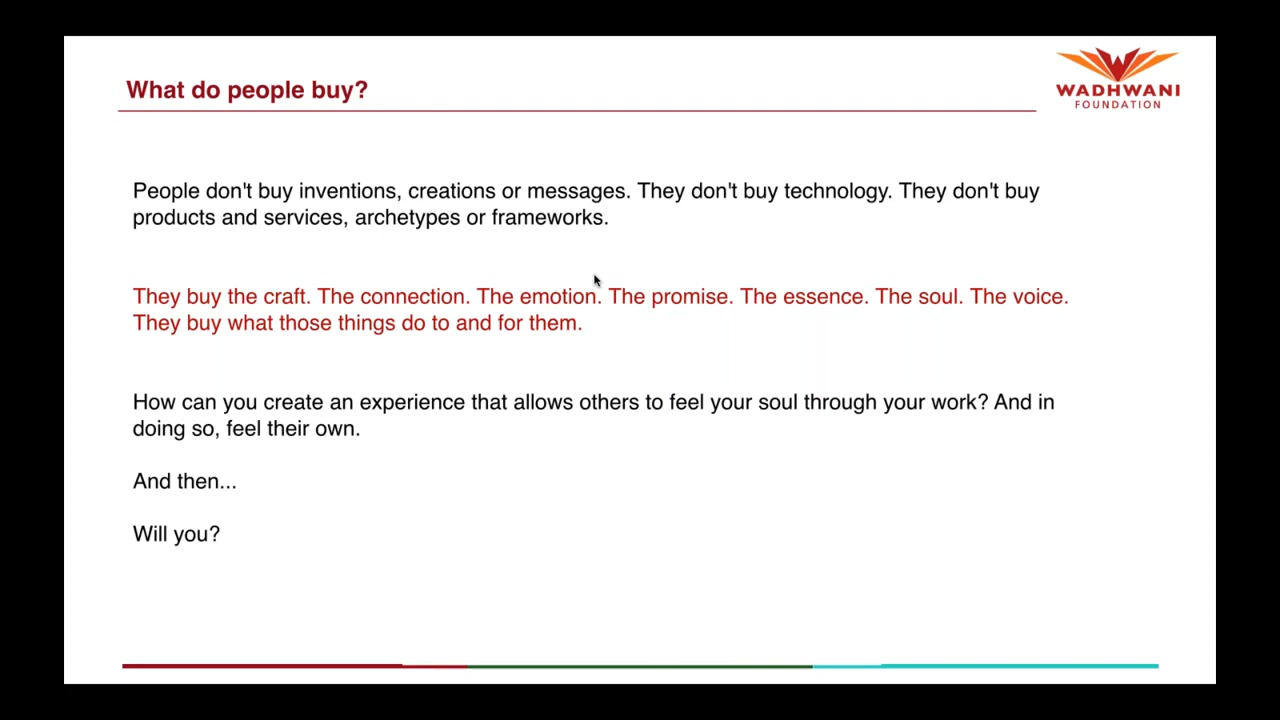 What do people buy?
WADHWANI
FOUNDATION
People don't buy inventions, creations or messages. They don't buy technology. They don't buy
products and services, archetypes or frameworks.
They buy the craft. The connection. The emotion. The promise. The essence. The soul. The voice.
They buy what those things do to and for them.
How can you create an experience that allows others to feel your soul through your work? And in
doing so, feel their own.
And then...
Will you?